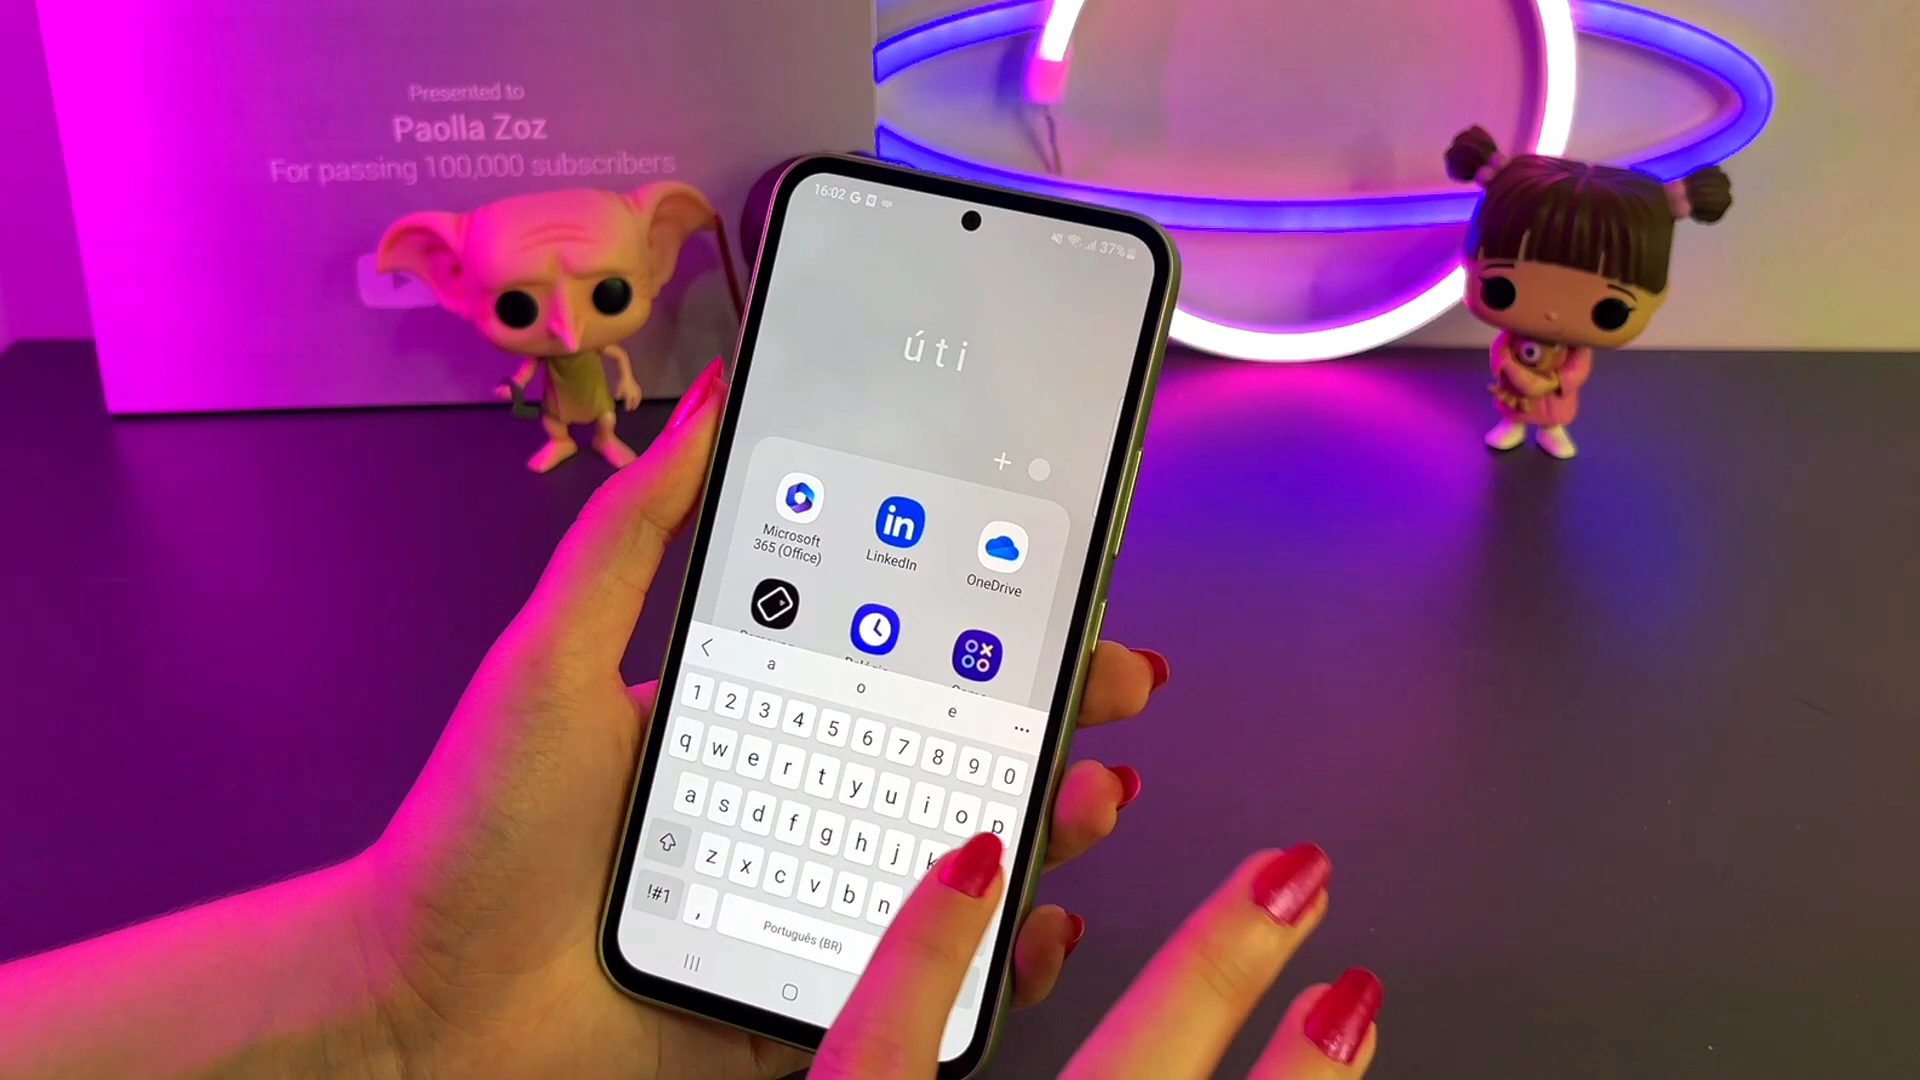 Presented to
Paolla Zoz
For passing 100,000 subscribers
16:02 G
37%
ú t i
+
Microsoft
365 (Office)
in
LinkedIn
OneDrive
a o e ...
1 2 3 4 5 6 7 8 9 0
q w e r t y u i o p
a s d f g h j k
z x c v b n
!#1 , Português (BR)